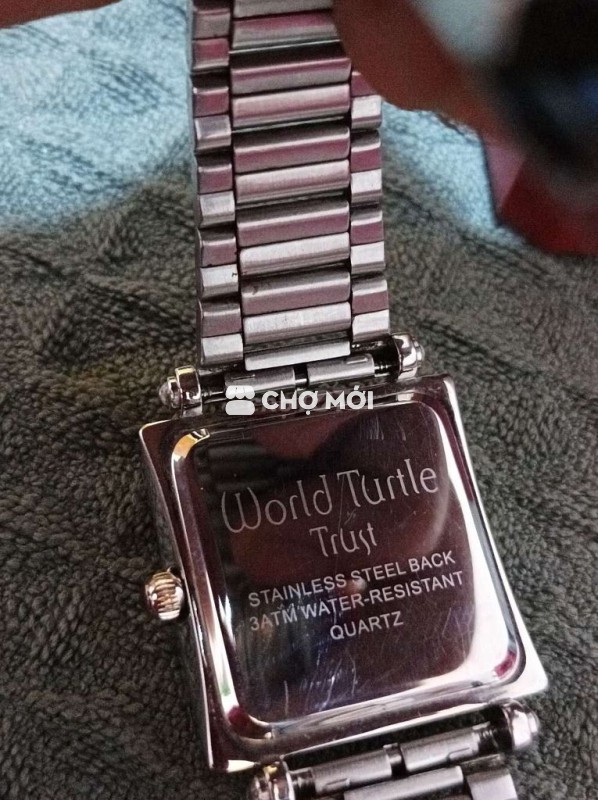 CHỢ MỚI
World Turtle
Trust
STAINLESS STEEL BACK
3ATM WATER-RESISTANT
QUARTZ